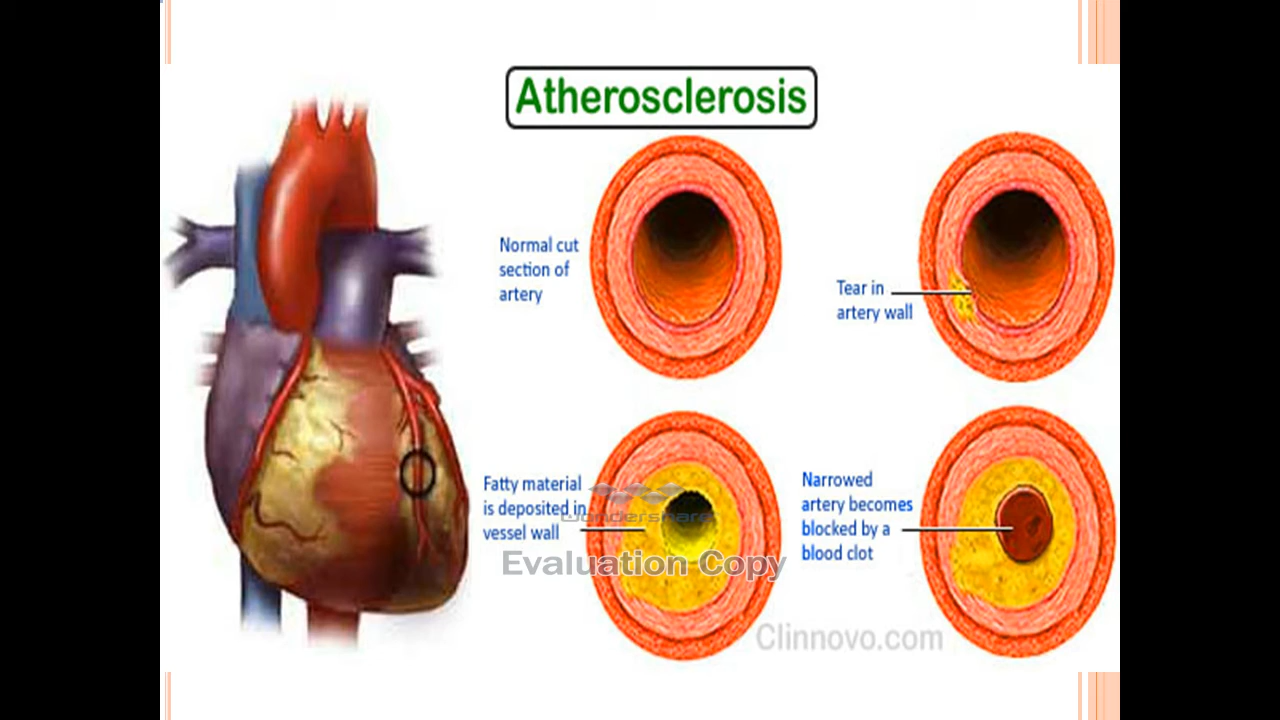 Atherosclerosis
Normal cut
section of
artery
Tear in
artery wall
Fatty material
is deposited in
vessel wall
Narrowed
artery becomes
blocked by a
blood clot
wondershare
Evaluation Copy
Clinnovo.com